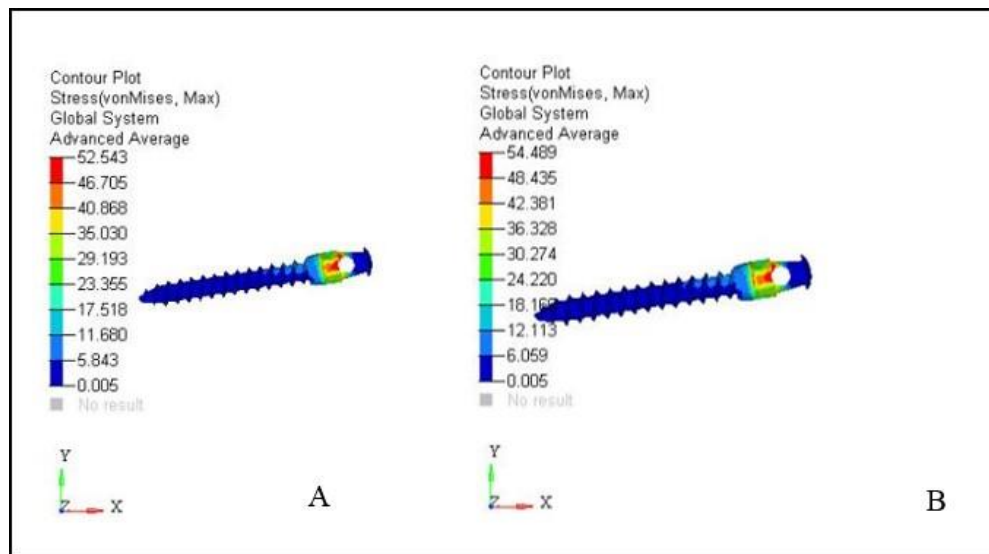 Contour Plot
Stress(vonMises, Max)
Global System
Advanced Average
52.543
46.705
40.868
35.030
29.193
23.355
17.518
11.680
5.843
0.005
No result
Y
Z X
A
Contour Plot
Stress(vonMises, Max)
Global System
Advanced Average
54.489
48.435
42.381
36.328
30.274
24.220
12.113
6.059
0.005
No result
Y
Z X
B